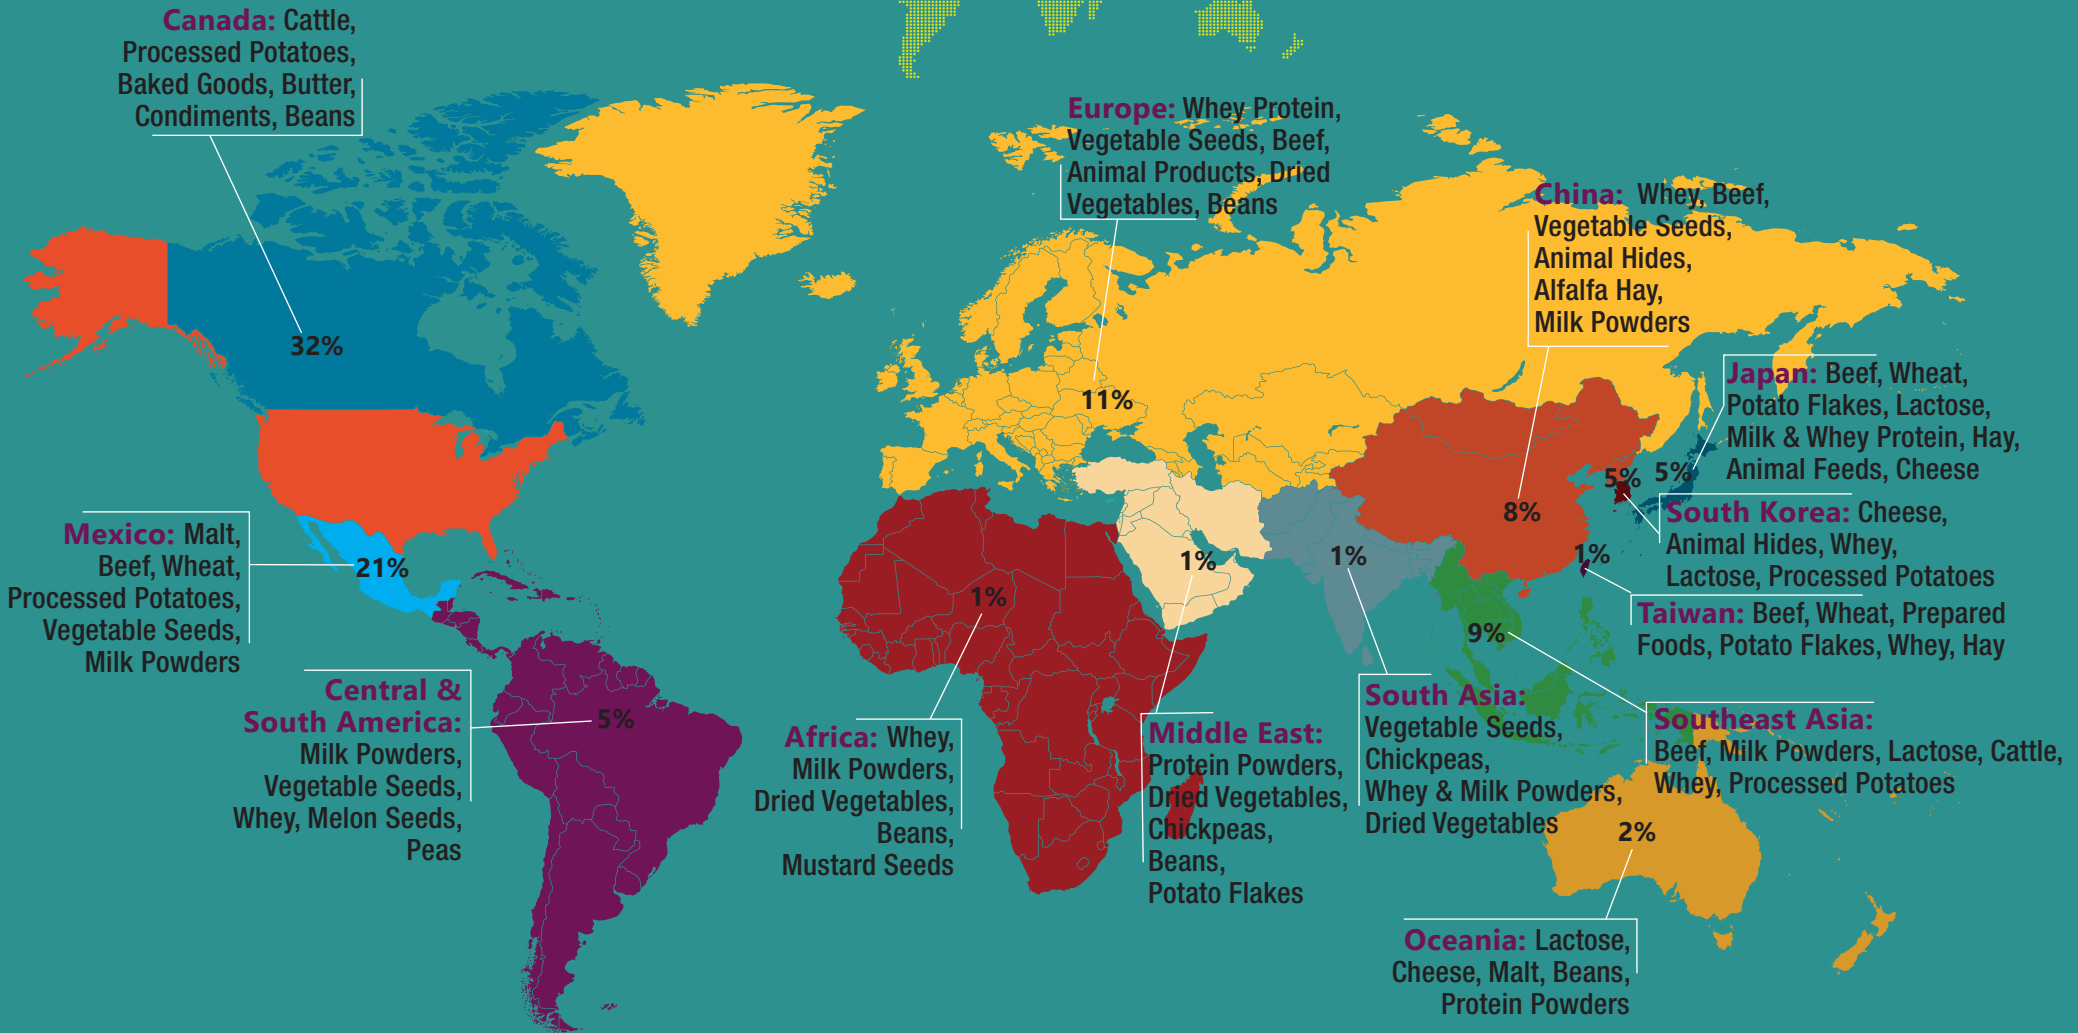 Canada: Cattle,
Processed Potatoes,
Baked Goods, Butter,
Condiments, Beans
32%
Europe: Whey Protein,
Vegetable Seeds, Beef,
Animal Products, Dried
Vegetables, Beans
11%
China: Whey, Beef,
Vegetable Seeds,
Animal Hides,
Alfalfa Hay,
Milk Powders
8%
Japan: Beef, Wheat,
Potato Flakes, Lactose,
Milk & Whey Protein, Hay,
Animal Feeds, Cheese
5%
5%
South Korea: Cheese,
Animal Hides, Whey,
Lactose, Processed Potatoes
1%
Taiwan: Beef, Wheat, Prepared
Foods, Potato Flakes, Whey, Hay
Mexico: Malt,
Beef, Wheat,
Processed Potatoes,
Vegetable Seeds,
Milk Powders
21%
Central &
South America:
Milk Powders,
Vegetable Seeds,
Whey, Melon Seeds,
Peas
5%
1%
Africa: Whey,
Milk Powders,
Dried Vegetables,
Beans,
Mustard Seeds
1%
Middle East:
Protein Powders,
Dried Vegetables,
Chickpeas,
Beans,
Potato Flakes
1%
South Asia:
Vegetable Seeds,
Chickpeas,
Whey & Milk Powders,
Dried Vegetables
9%
Southeast Asia:
Beef, Milk Powders, Lactose, Cattle,
Whey, Processed Potatoes
2%
Oceania: Lactose,
Cheese, Malt, Beans,
Protein Powders